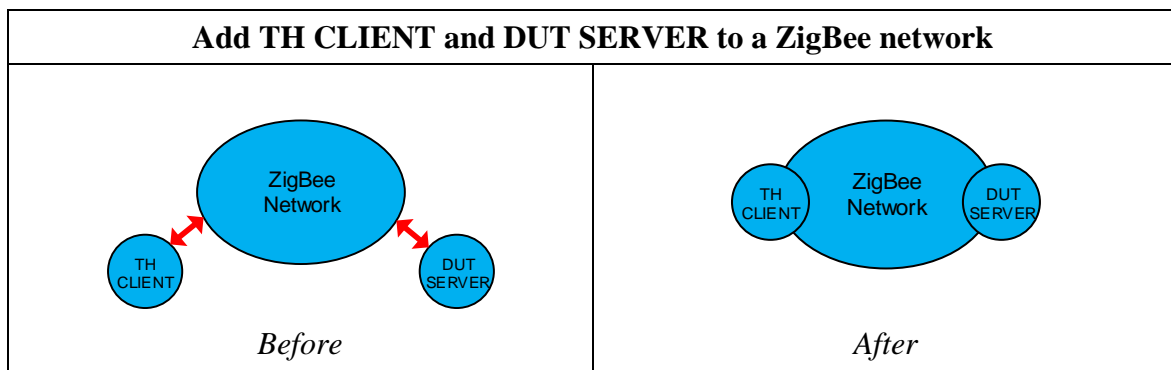 Add TH CLIENT and DUT SERVER to a ZigBee network
ZigBee
Network
TH
CLIENT
DUT
SERVER
Before
TH
CLIENT
ZigBee
Network
DUT
SERVER
After